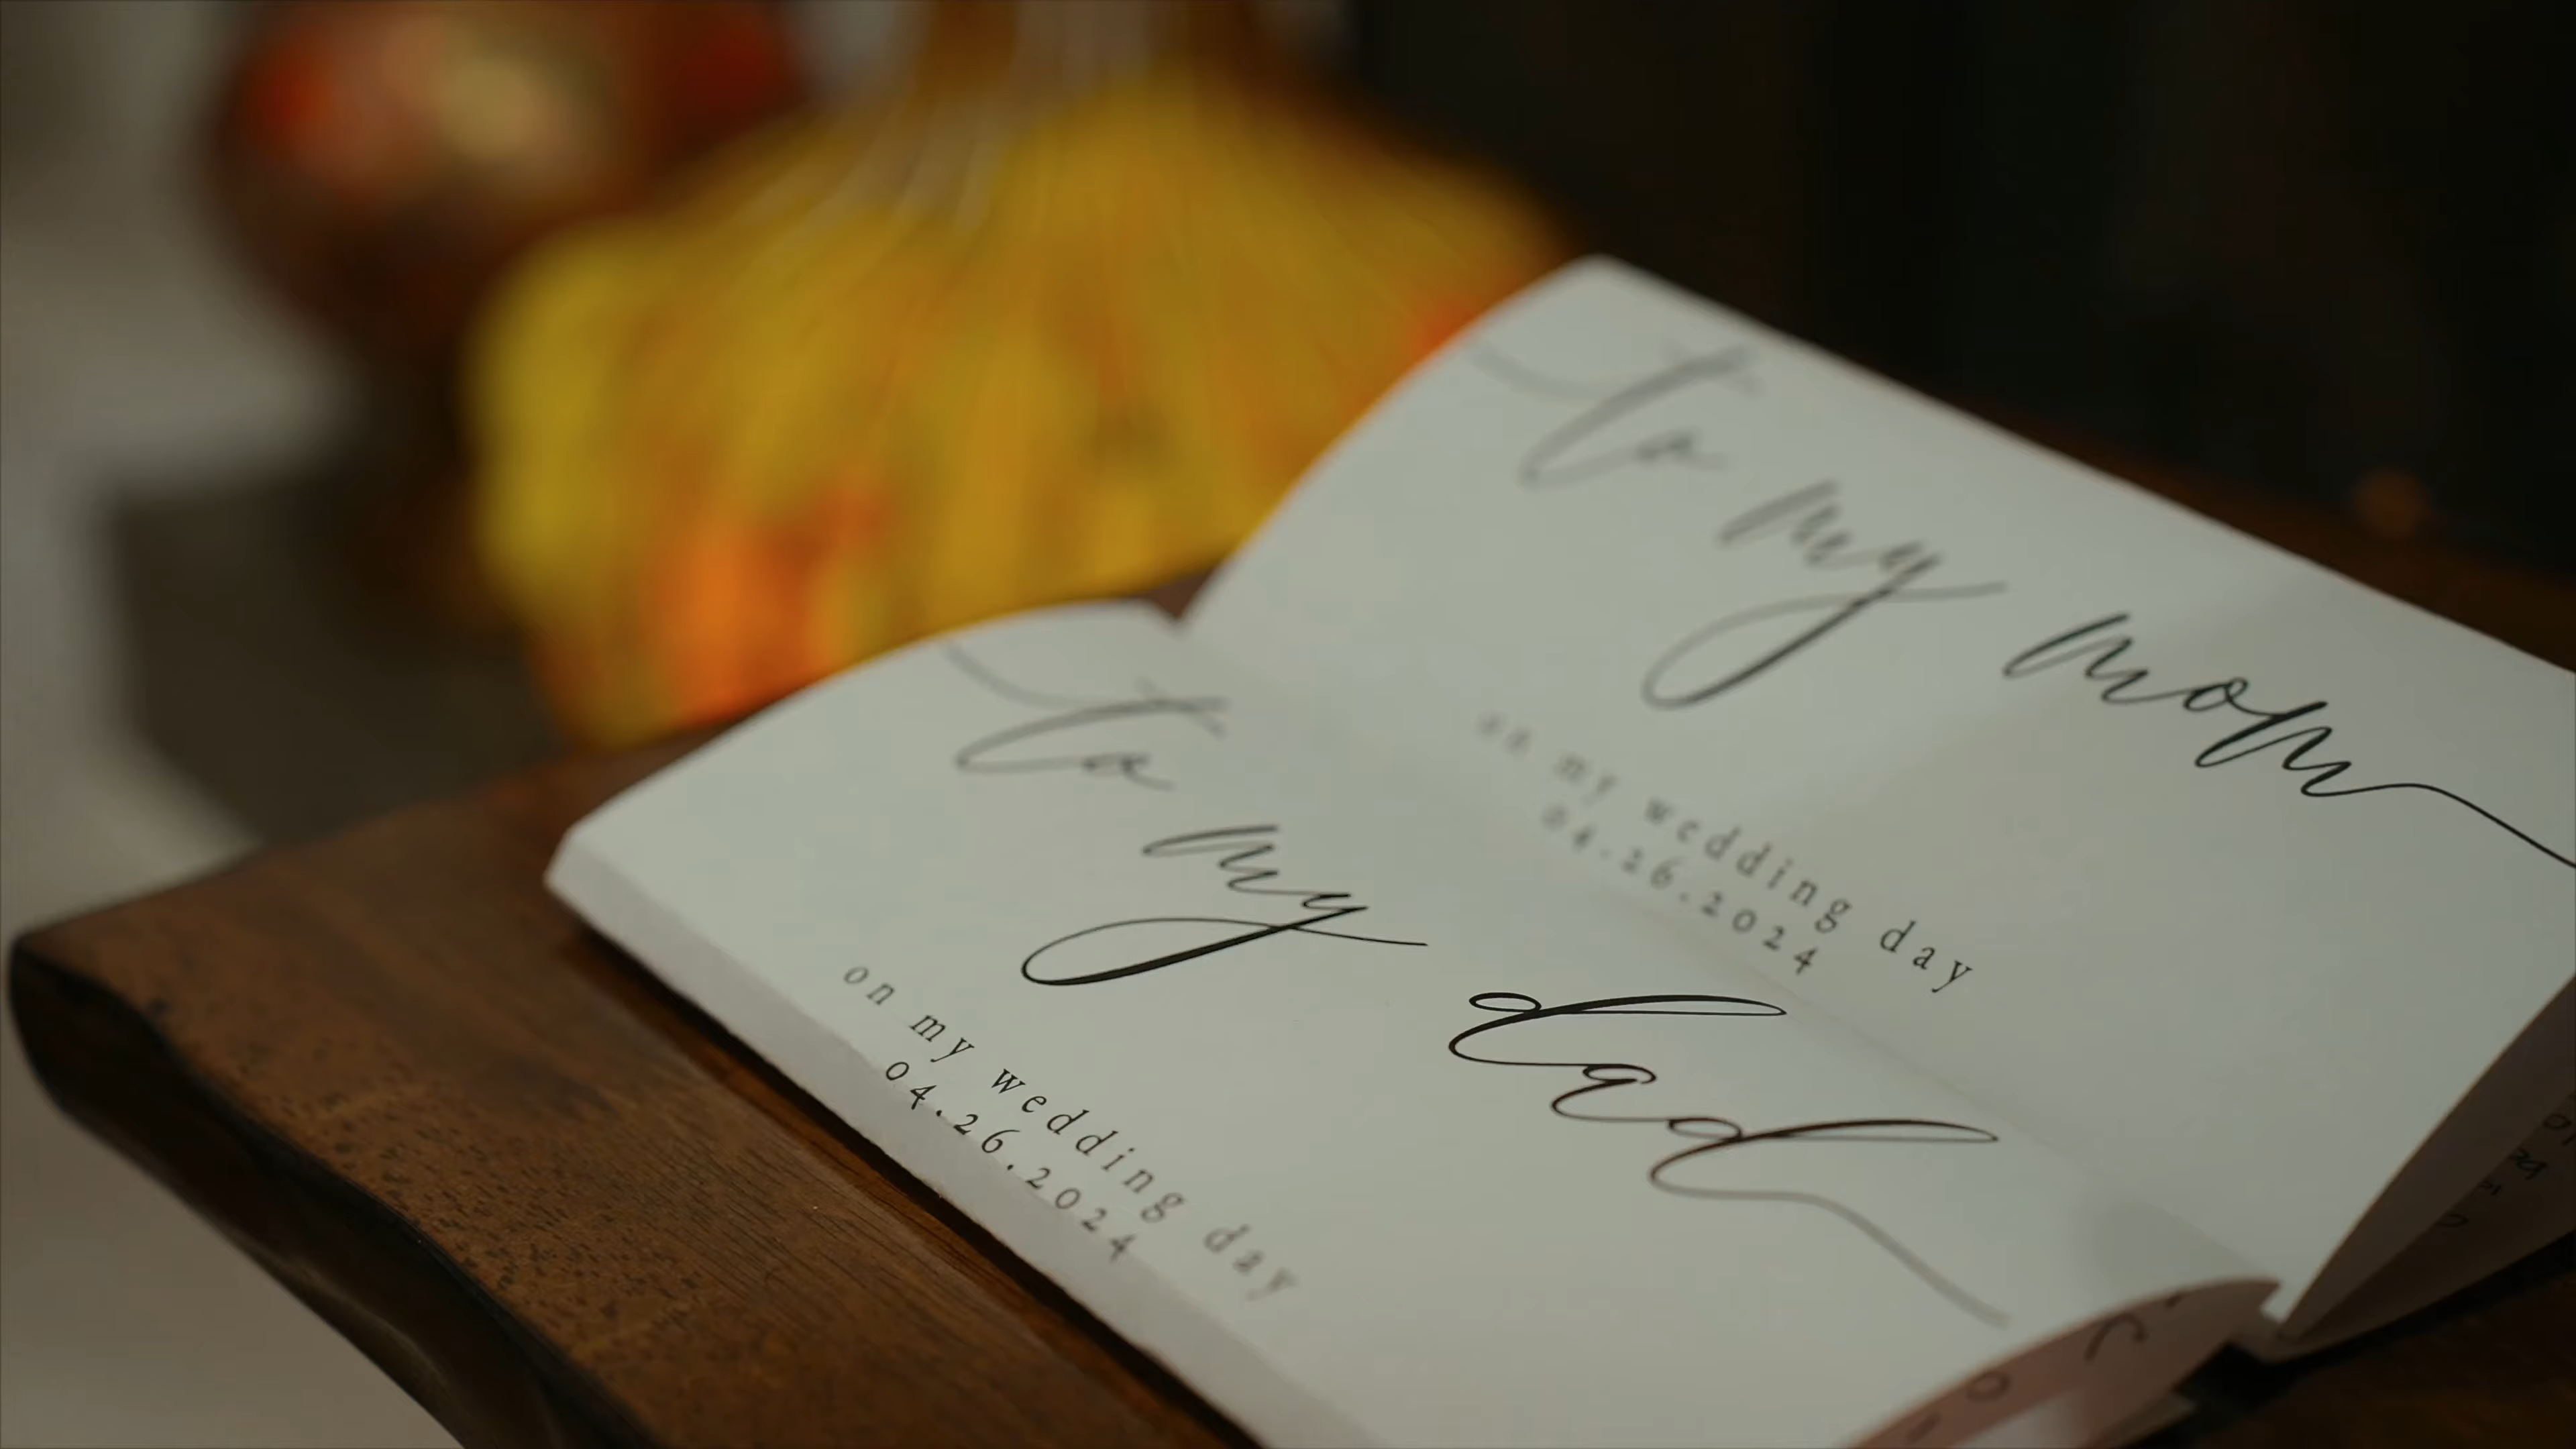 to my mom
on my wedding day
04.26.2024
to my dad
on my wedding day
04.26.2024